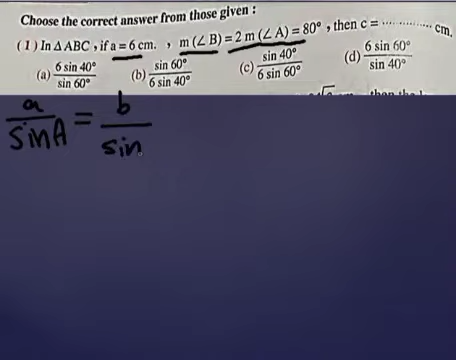 Choose the correct answer from those given :
(1) In Δ ABC , if a = 6 cm. , m (∠ B) = 2 m (∠ A) = 80° , then c = ·············· cm.
(a) 6 sin 40° / sin 60° (b) sin 60° / 6 sin 40° (c) sin 40° / 6 sin 60° (d) 6 sin 60° / sin 40°
a / sinA = b / sin